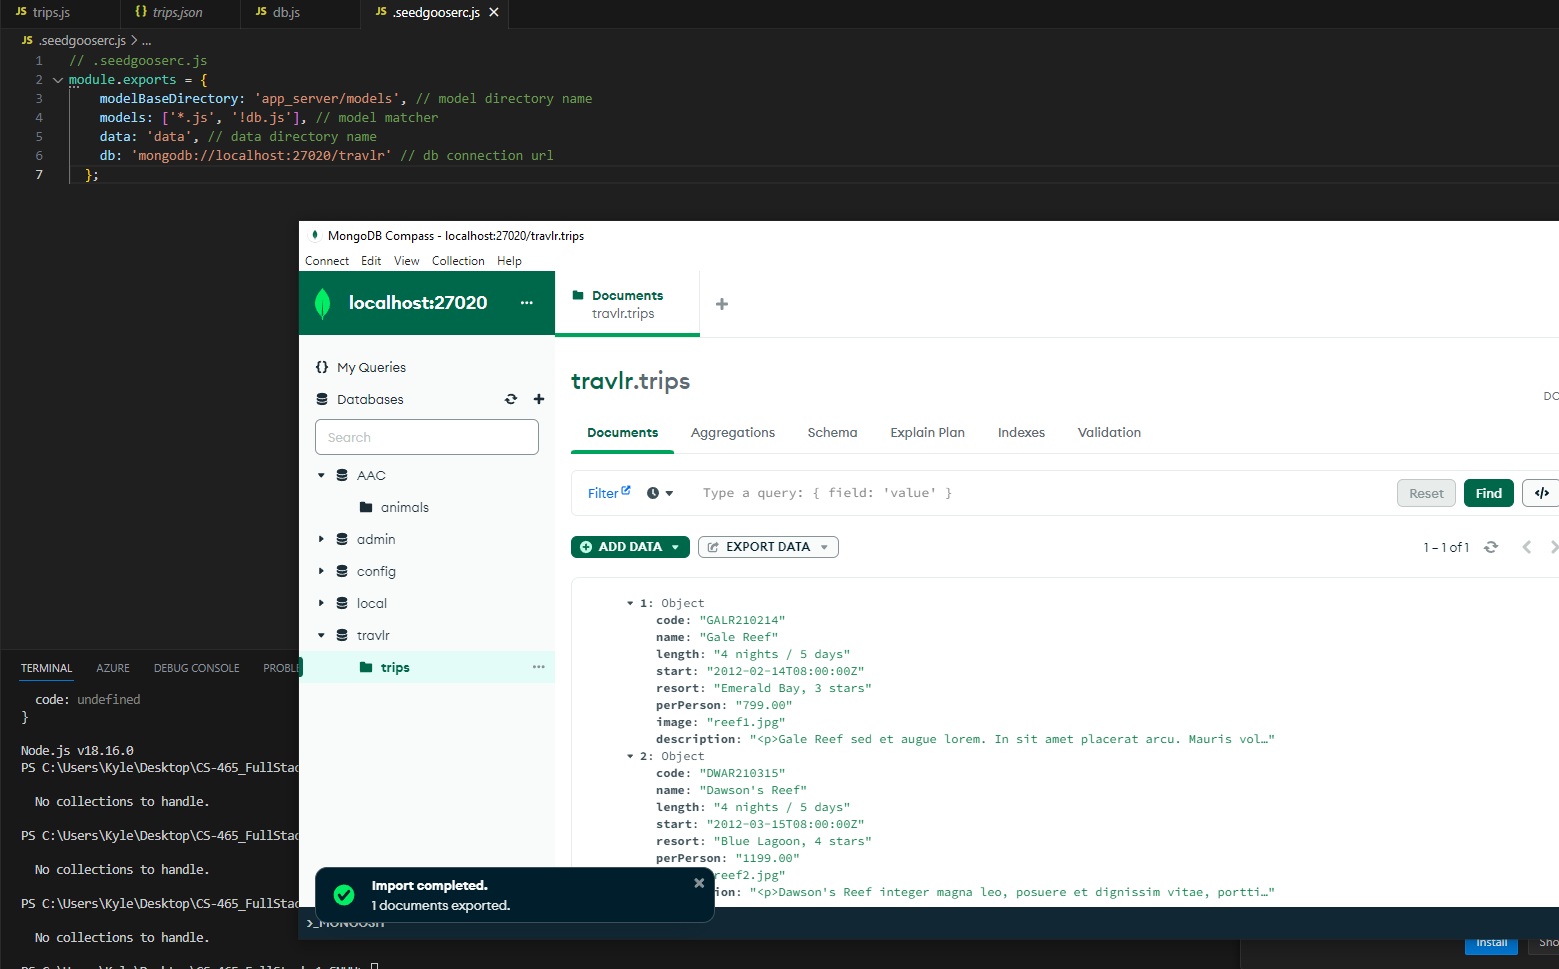 JS trips.js
{} trips.json
JS db.js
JS .seedgooserc.js
JS .seedgooserc.js > ...
1 // .seedgooserc.js
2 module.exports = {
3 modelBaseDirectory: 'app_server/models', // model directory name
4 models: ['*.js', '!db.js'], // model matcher
5 data: 'data', // data directory name
6 db: 'mongodb://localhost:27020/travlr' // db connection url
7 };
MongoDB Compass - localhost:27020/travlr.trips
Connect Edit View Collection Help
localhost:27020 ...
Documents
travlr.trips
{} My Queries
Databases
Search
AAC
animals
admin
config
local
travlr
trips
travlr.trips
DO
Documents Aggregations Schema Explain Plan Indexes Validation
Filter Type a query: { field: 'value' } Reset Find </>
ADD DATA EXPORT DATA 1 – 1 of 1
1: Object
code: "GALR210214"
name: "Gale Reef"
length: "4 nights / 5 days"
start: "2012-02-14T08:00:00Z"
resort: "Emerald Bay, 3 stars"
perPerson: "799.00"
image: "reef1.jpg"
description: "<p>Gale Reef sed et augue lorem. In sit amet placerat arcu. Mauris vol…"
2: Object
code: "DWAR210315"
name: "Dawson's Reef"
length: "4 nights / 5 days"
start: "2012-03-15T08:00:00Z"
resort: "Blue Lagoon, 4 stars"
perPerson: "1199.00"
reef2.jpg"
ion: "<p>Dawson's Reef integer magna leo, posuere et dignissim vitae, portti…"
Import completed.
1 documents exported.
>_MONGOSH
TERMINAL AZURE DEBUG CONSOLE PROBLE
code: undefined
}
Node.js v18.16.0
PS C:\Users\Kyle\Desktop\CS-465_FullStac
No collections to handle.
PS C:\Users\Kyle\Desktop\CS-465_FullStac
No collections to handle.
PS C:\Users\Kyle\Desktop\CS-465_FullStac
No collections to handle.
Install Sho